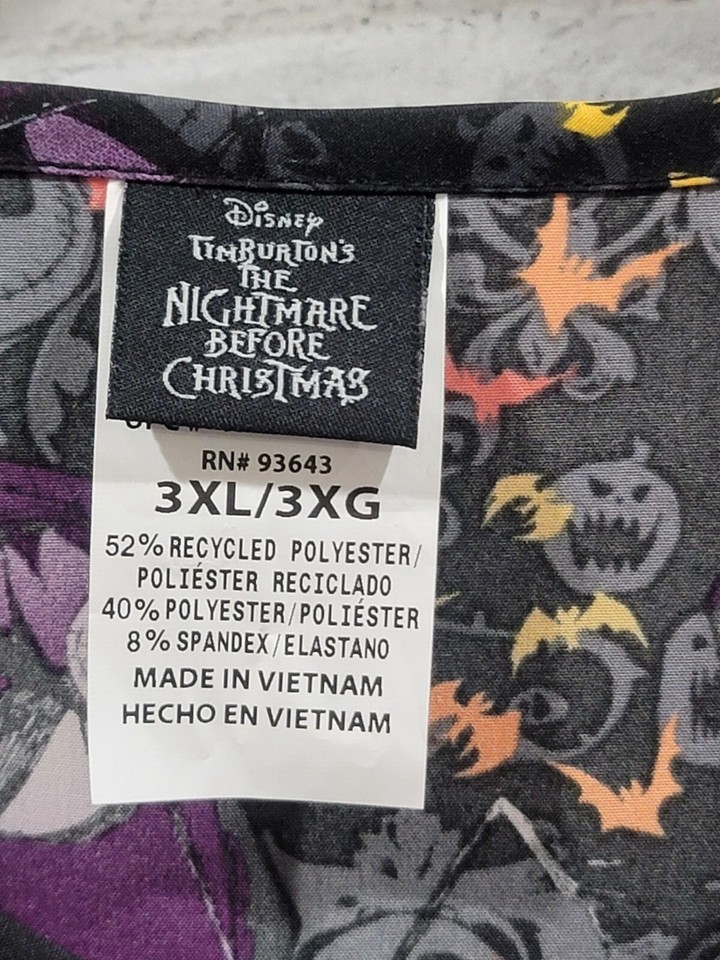 Disney
Tim Burton's
The
Nightmare
Before
Christmas
RN# 93643
3XL/3XG
52% RECYCLED POLYESTER/
POLIÉSTER RECICLADO
40% POLYESTER/POLIÉSTER
8% SPANDEX/ELASTANO
MADE IN VIETNAM
HECHO EN VIETNAM